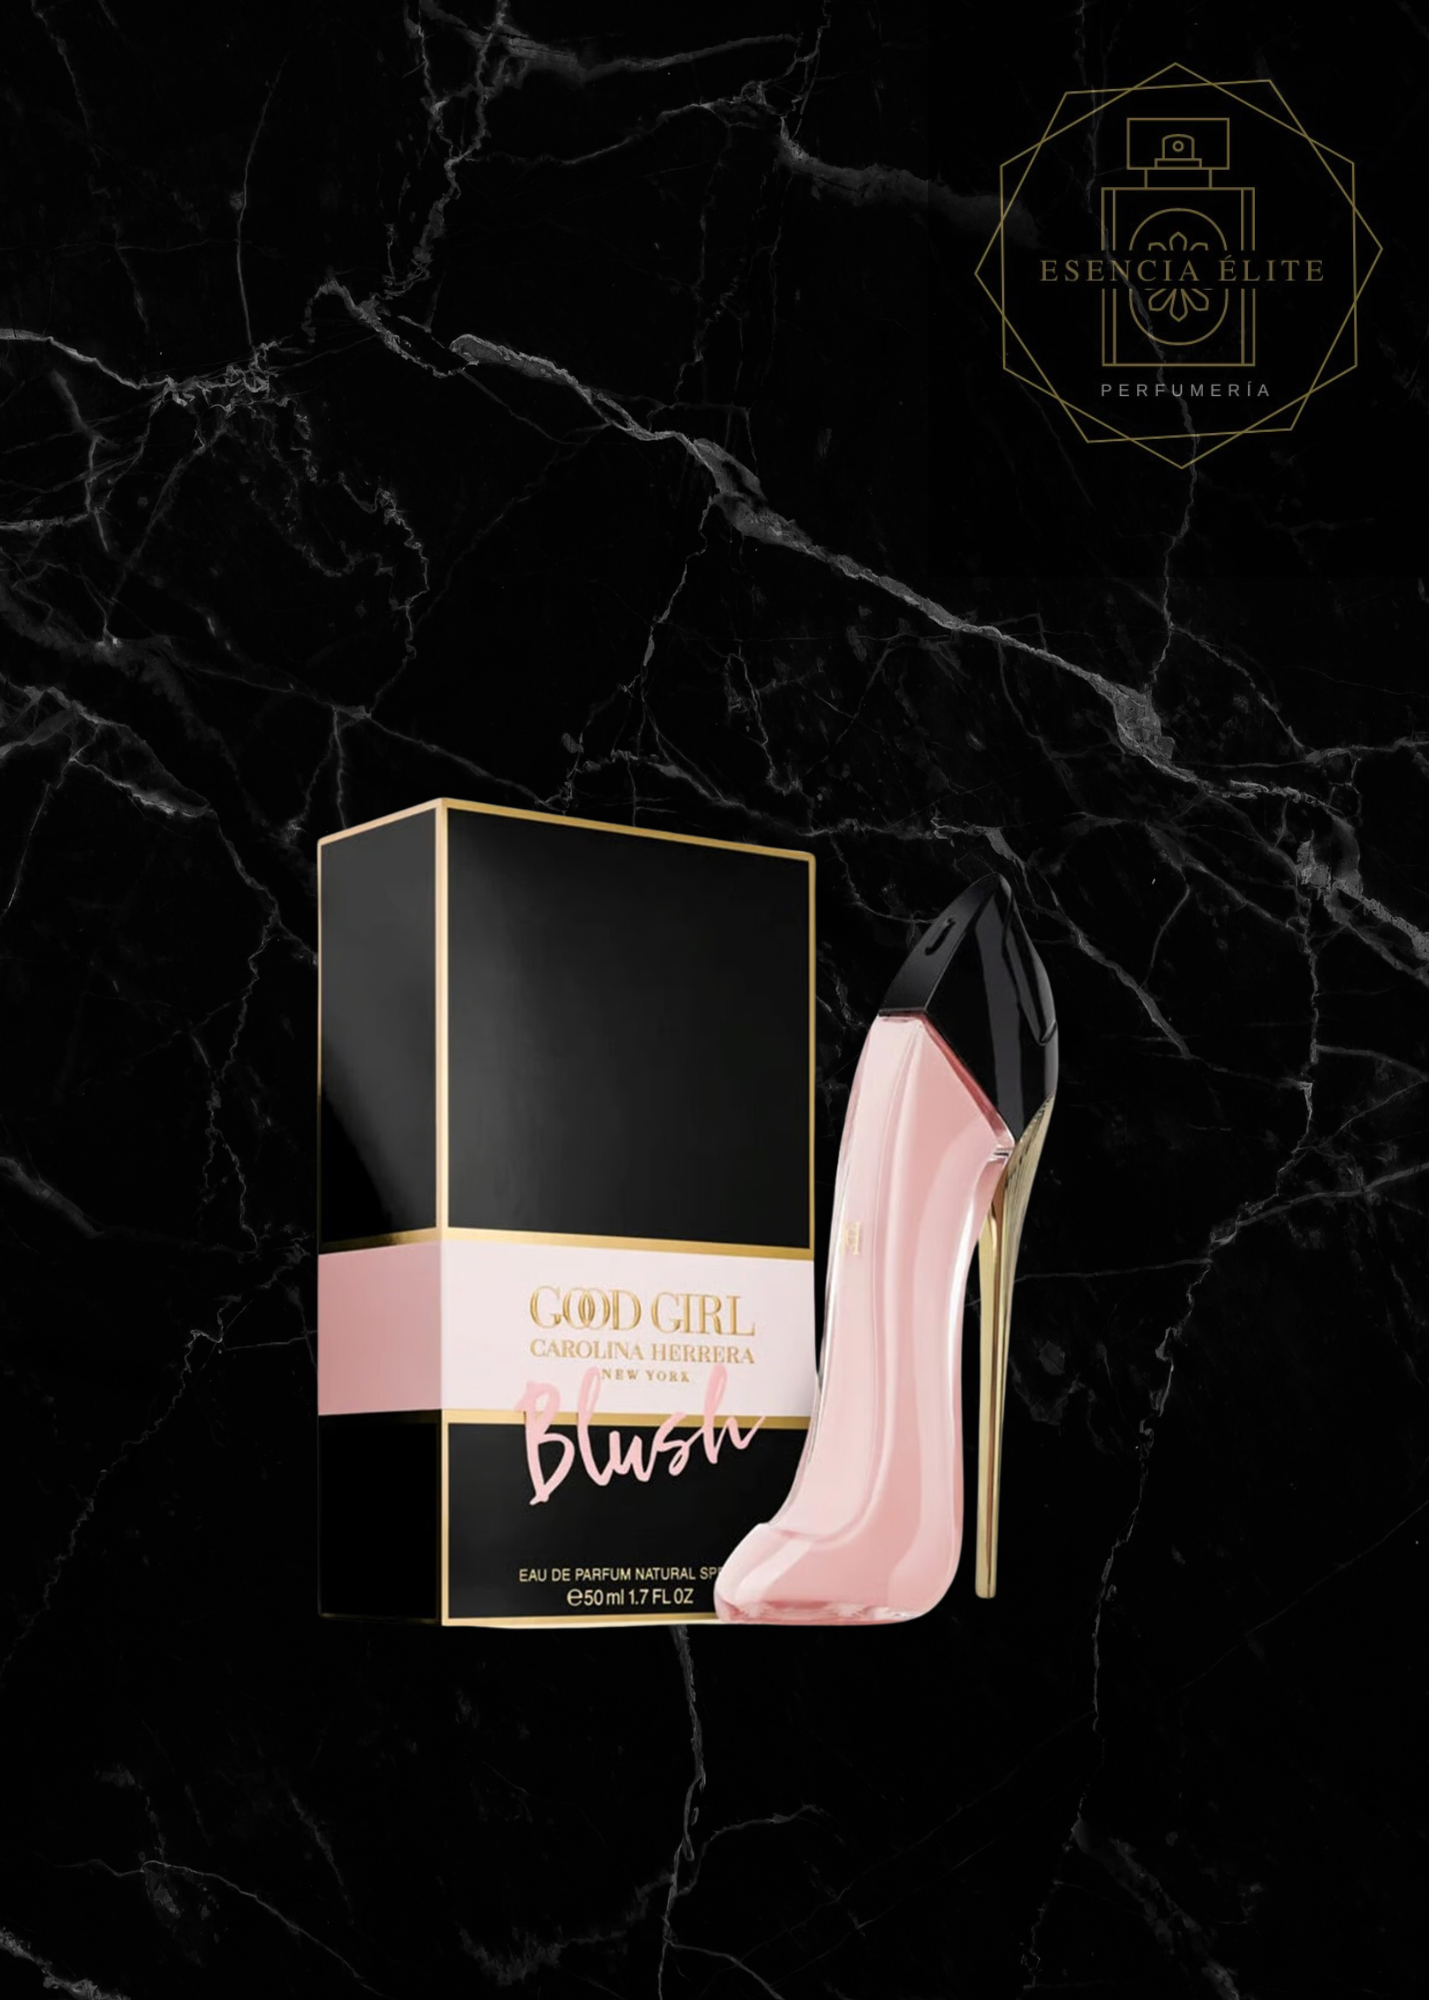 ESENCIA ÉLITE
PERFUMERÍA
GOOD GIRL
CAROLINA HERRERA
NEW YORK
Blush
EAU DE PARFUM NATURAL
℮50 ml 1.7 FL OZ